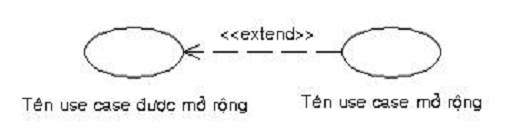 <<extend>>
Tên use case được mở rộng
Tên use case mở rộng